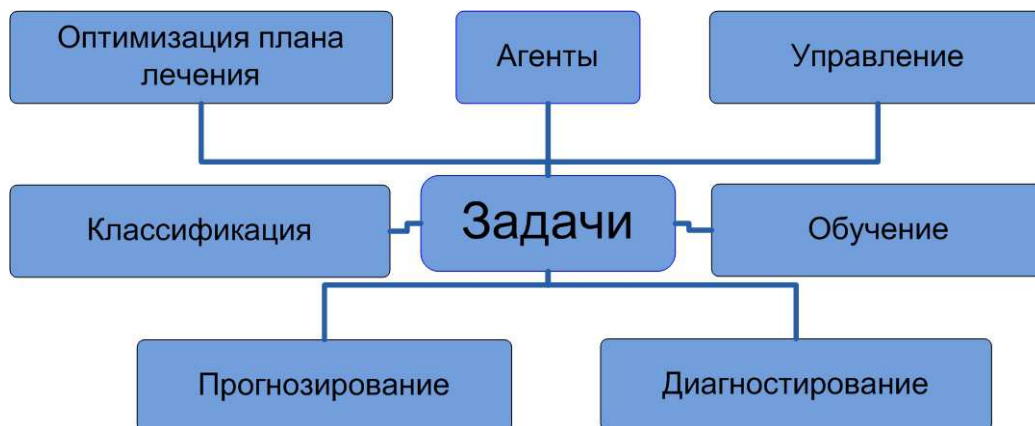 Оптимизация плана
лечения
Агенты
Управление
Классификация
Задачи
Обучение
Прогнозирование
Диагностирование